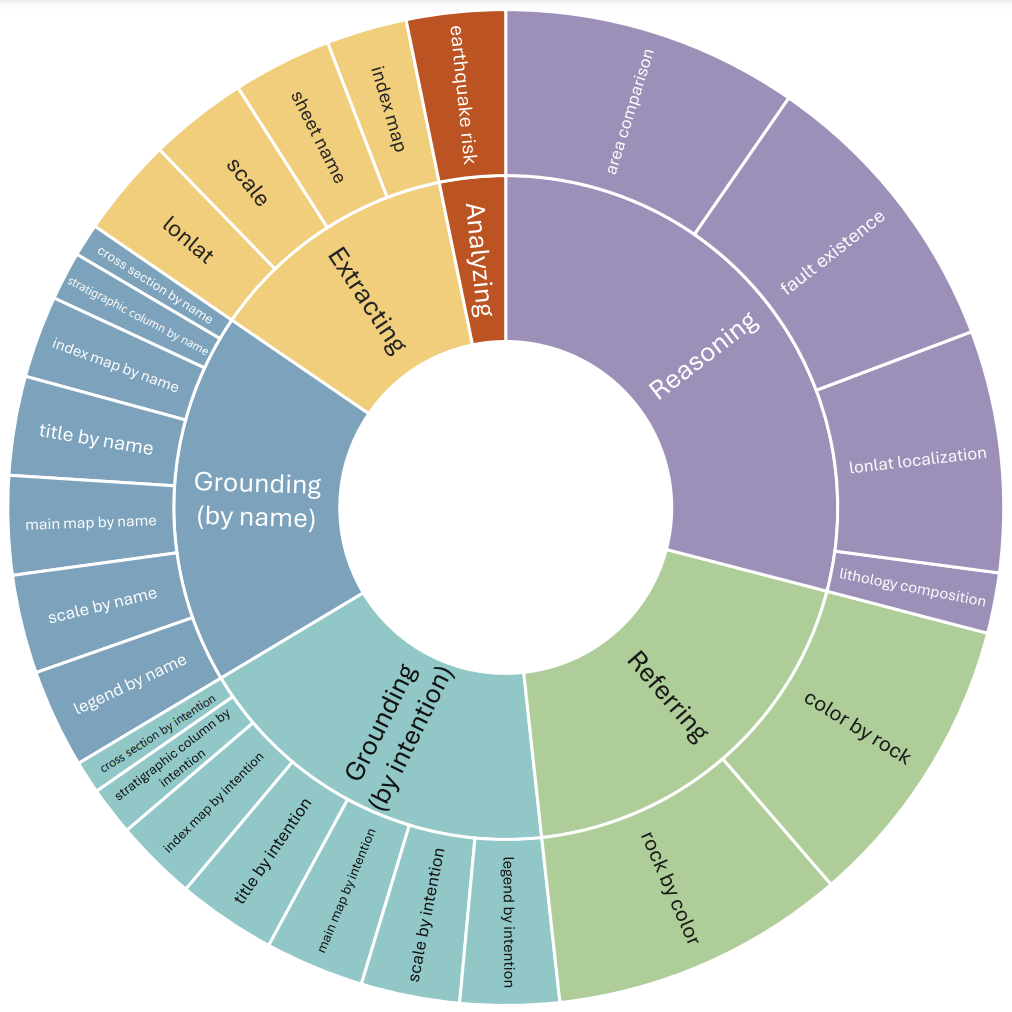 earthquake risk
index map
sheet name
scale
lonlat
area comparison
fault existence
lonlat localization
lithology composition
Analyzing
Extracting
Reasoning
cross section by name
stratigraphic column by name
index map by name
title by name
main map by name
scale by name
legend by name
Grounding
(by name)
Grounding
(by intention)
Referring
color by rock
rock by color
cross section by intention
stratigraphic column by
intention
index map by intention
title by intention
main map by intention
scale by intention
legend by intention